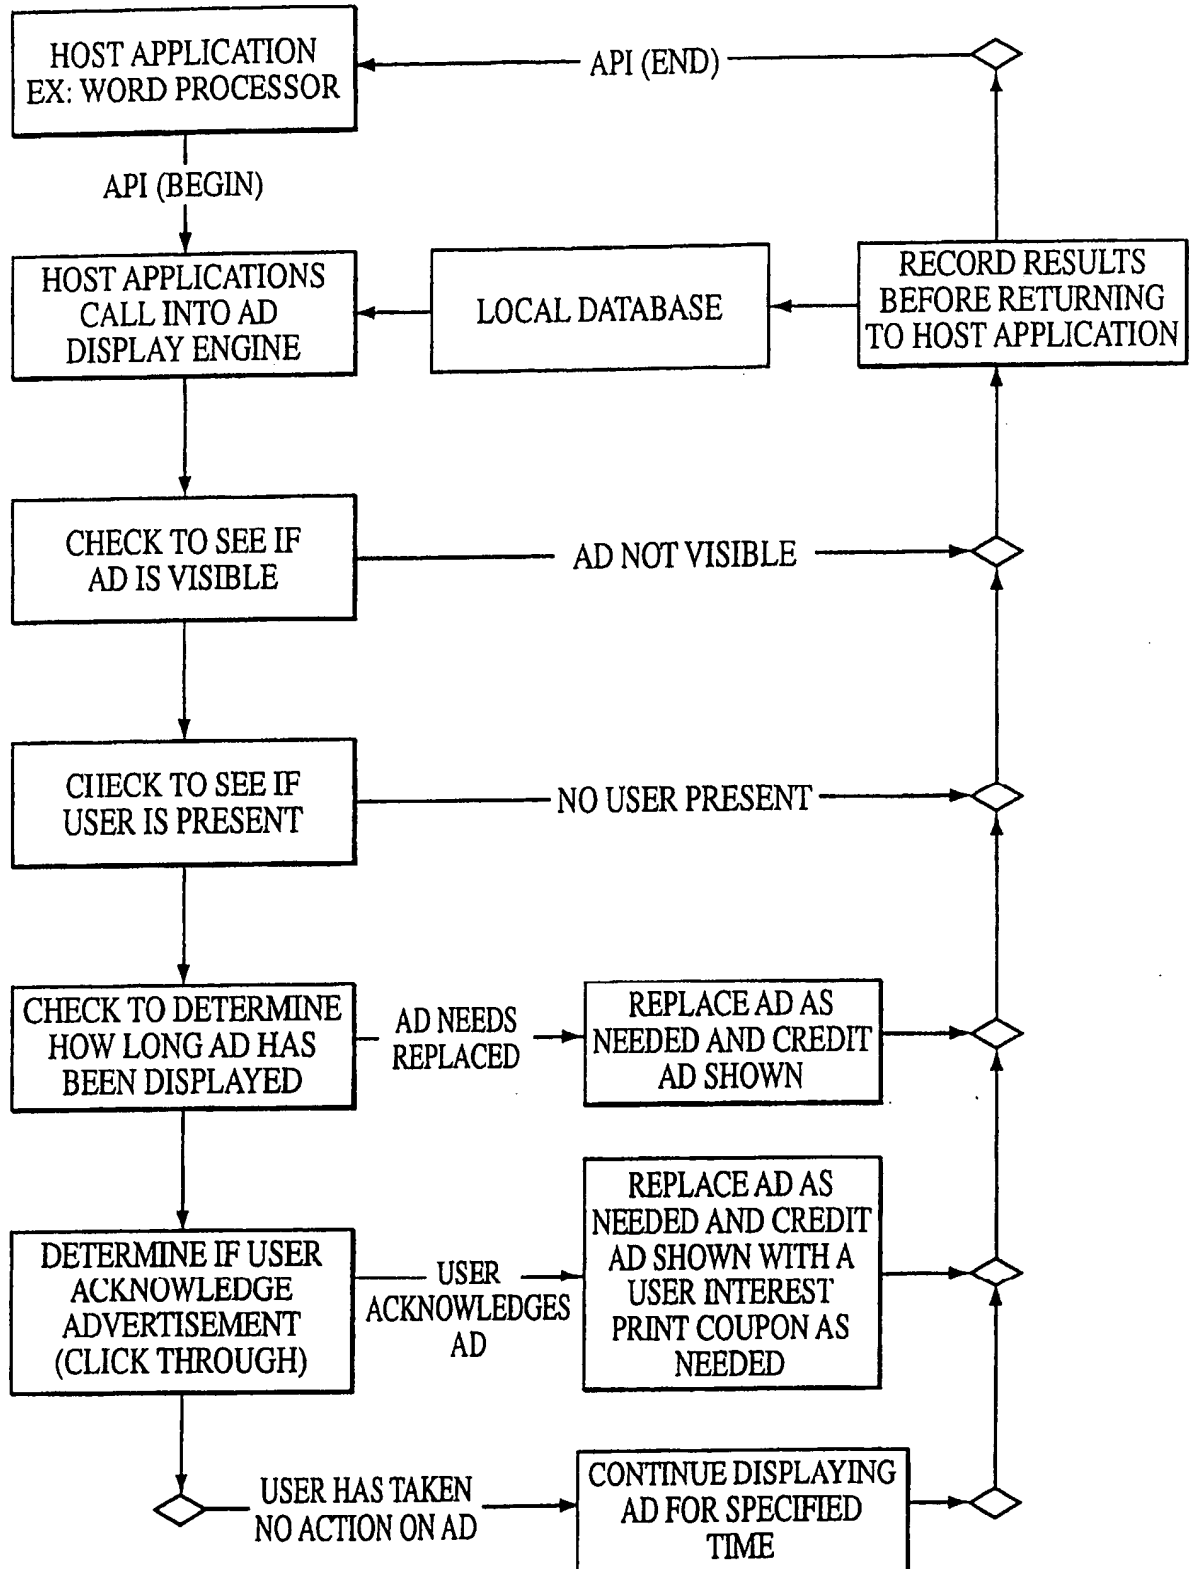 HOST APPLICATION
EX: WORD PROCESSOR
API (END)
API (BEGIN)
HOST APPLICATIONS
CALL INTO AD
DISPLAY ENGINE
LOCAL DATABASE
RECORD RESULTS
BEFORE RETURNING
TO HOST APPLICATION
CHECK TO SEE IF
AD IS VISIBLE
AD NOT VISIBLE
CHECK TO SEE IF
USER IS PRESENT
NO USER PRESENT
CHECK TO DETERMINE
HOW LONG AD HAS
BEEN DISPLAYED
AD NEEDS
REPLACED
REPLACE AD AS
NEEDED AND CREDIT
AD SHOWN
DETERMINE IF USER
ACKNOWLEDGE
ADVERTISEMENT
(CLICK THROUGH)
USER
ACKNOWLEDGES
AD
REPLACE AD AS
NEEDED AND CREDIT
AD SHOWN WITH A
USER INTEREST
PRINT COUPON AS
NEEDED
USER HAS TAKEN
NO ACTION ON AD
CONTINUE DISPLAYING
AD FOR SPECIFIED
TIME